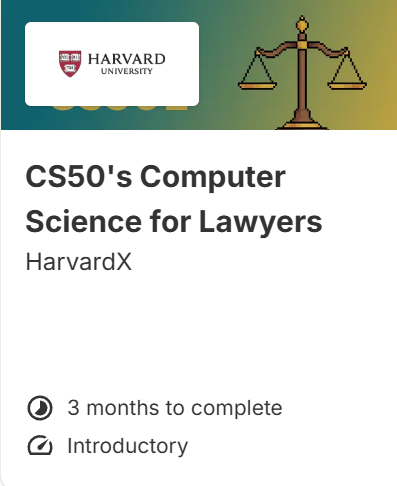 HARVARD
UNIVERSITY
CS50's Computer
Science for Lawyers
HarvardX
3 months to complete
Introductory